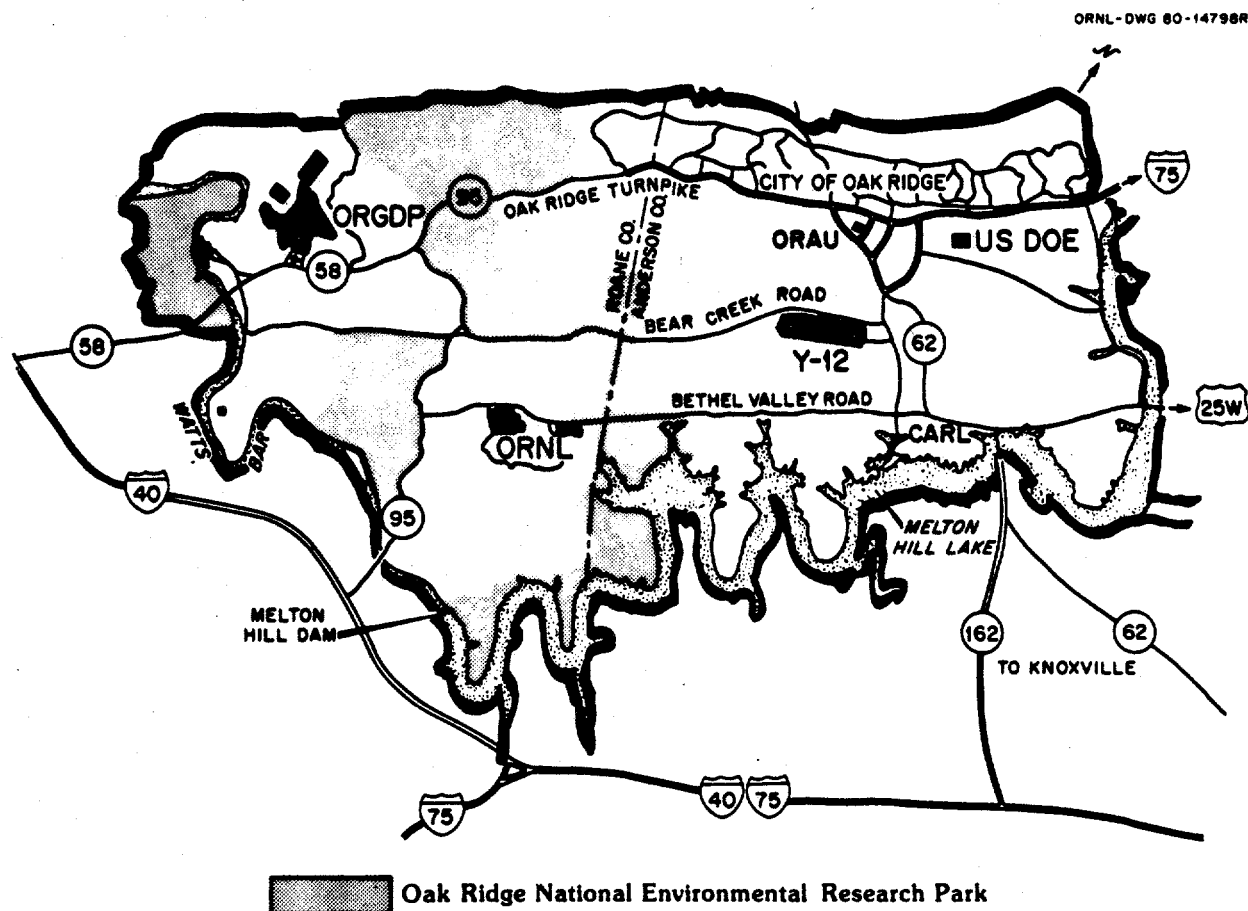 ORNL-DWG 80-14798R
N
75
CITY OF OAK RIDGE
95
OAK RIDGE TURNPIKE
ORGDP
ROANE CO.
ANDERSON CO.
ORAU
US DOE
58
BEAR CREEK ROAD
58
Y-12
62
BETHEL VALLEY ROAD
25W
WATTS
BAR
ORNL
CARL
40
95
MELTON
HILL LAKE
MELTON
HILL DAM
162
62
TO KNOXVILLE
75
40
75
Oak Ridge National Environmental Research Park